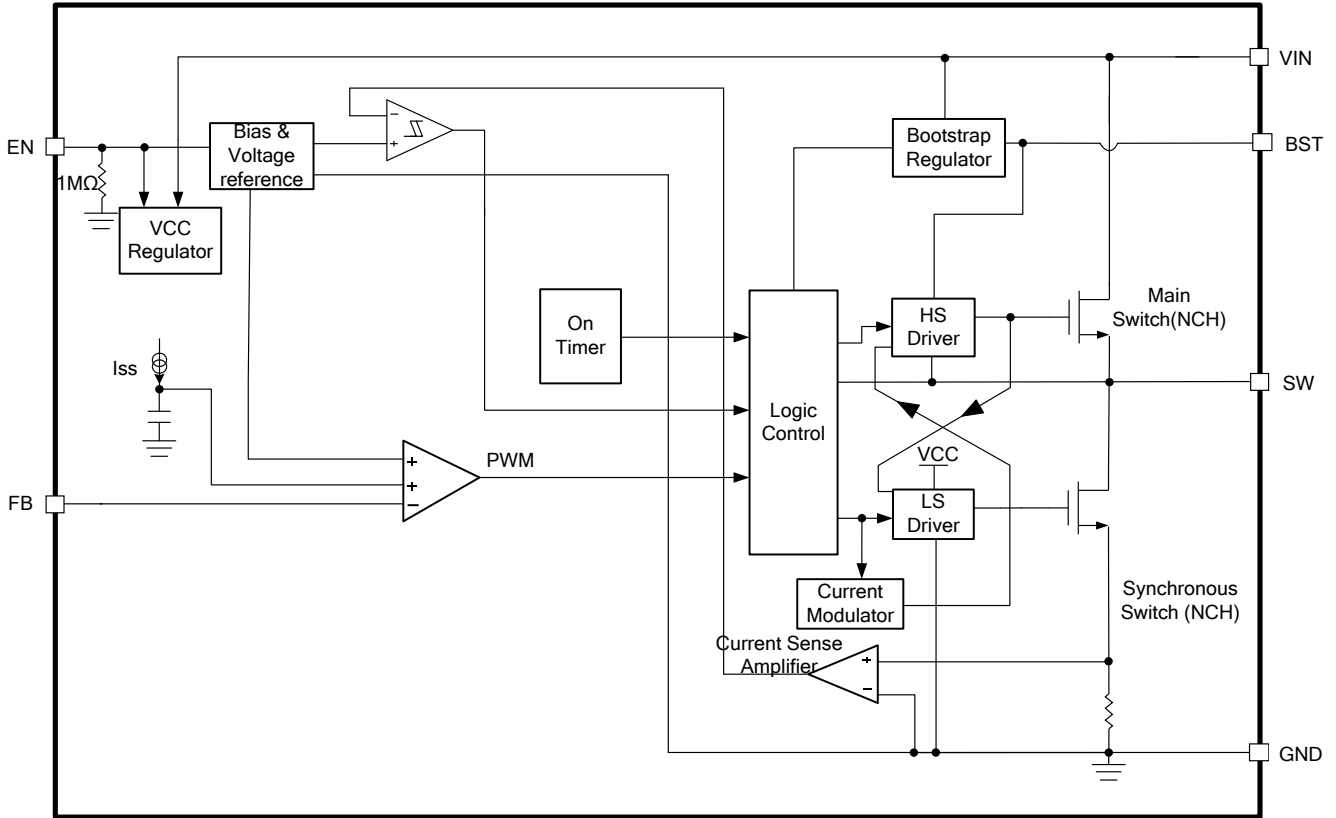 VIN
EN
Bias &
Voltage
reference
1MΩ
VCC
Regulator
Bootstrap
Regulator
BST
On
Timer
HS
Driver
Main
Switch(NCH)
Iss
SW
Logic
Control
VCC
PWM
FB
LS
Driver
Current
Modulator
Synchronous
Switch (NCH)
Current Sense
Amplifier
GND